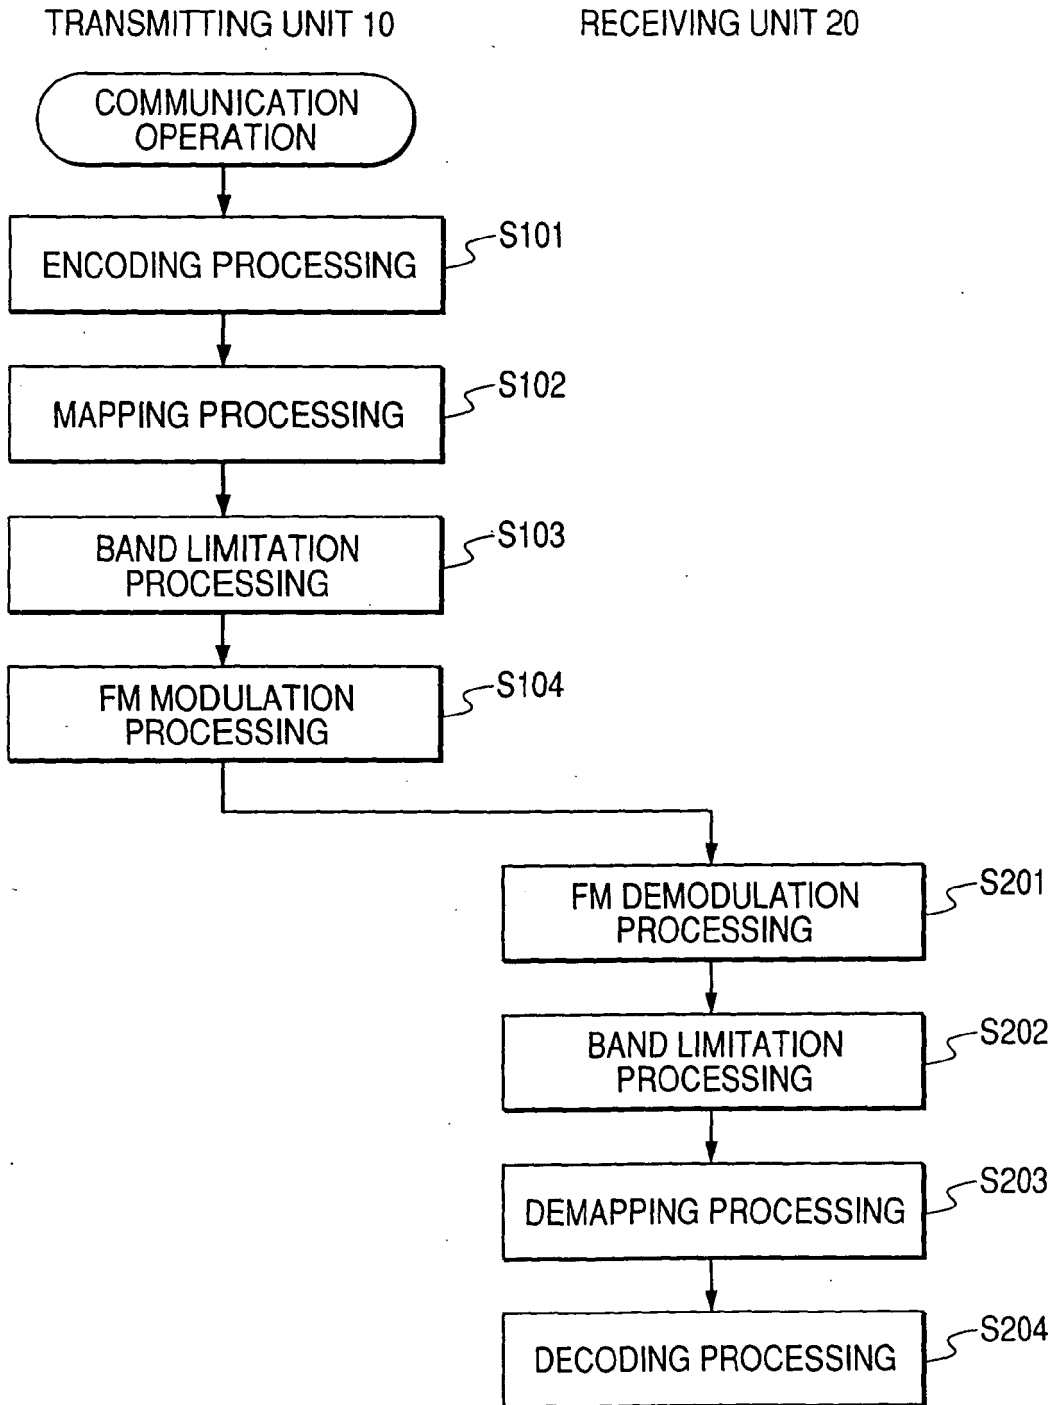 TRANSMITTING UNIT 10
RECEIVING UNIT 20
COMMUNICATION
OPERATION
ENCODING PROCESSING
S101
MAPPING PROCESSING
S102
BAND LIMITATION
PROCESSING
S103
FM MODULATION
PROCESSING
S104
FM DEMODULATION
PROCESSING
S201
BAND LIMITATION
PROCESSING
S202
DEMAPPING PROCESSING
S203
DECODING PROCESSING
S204